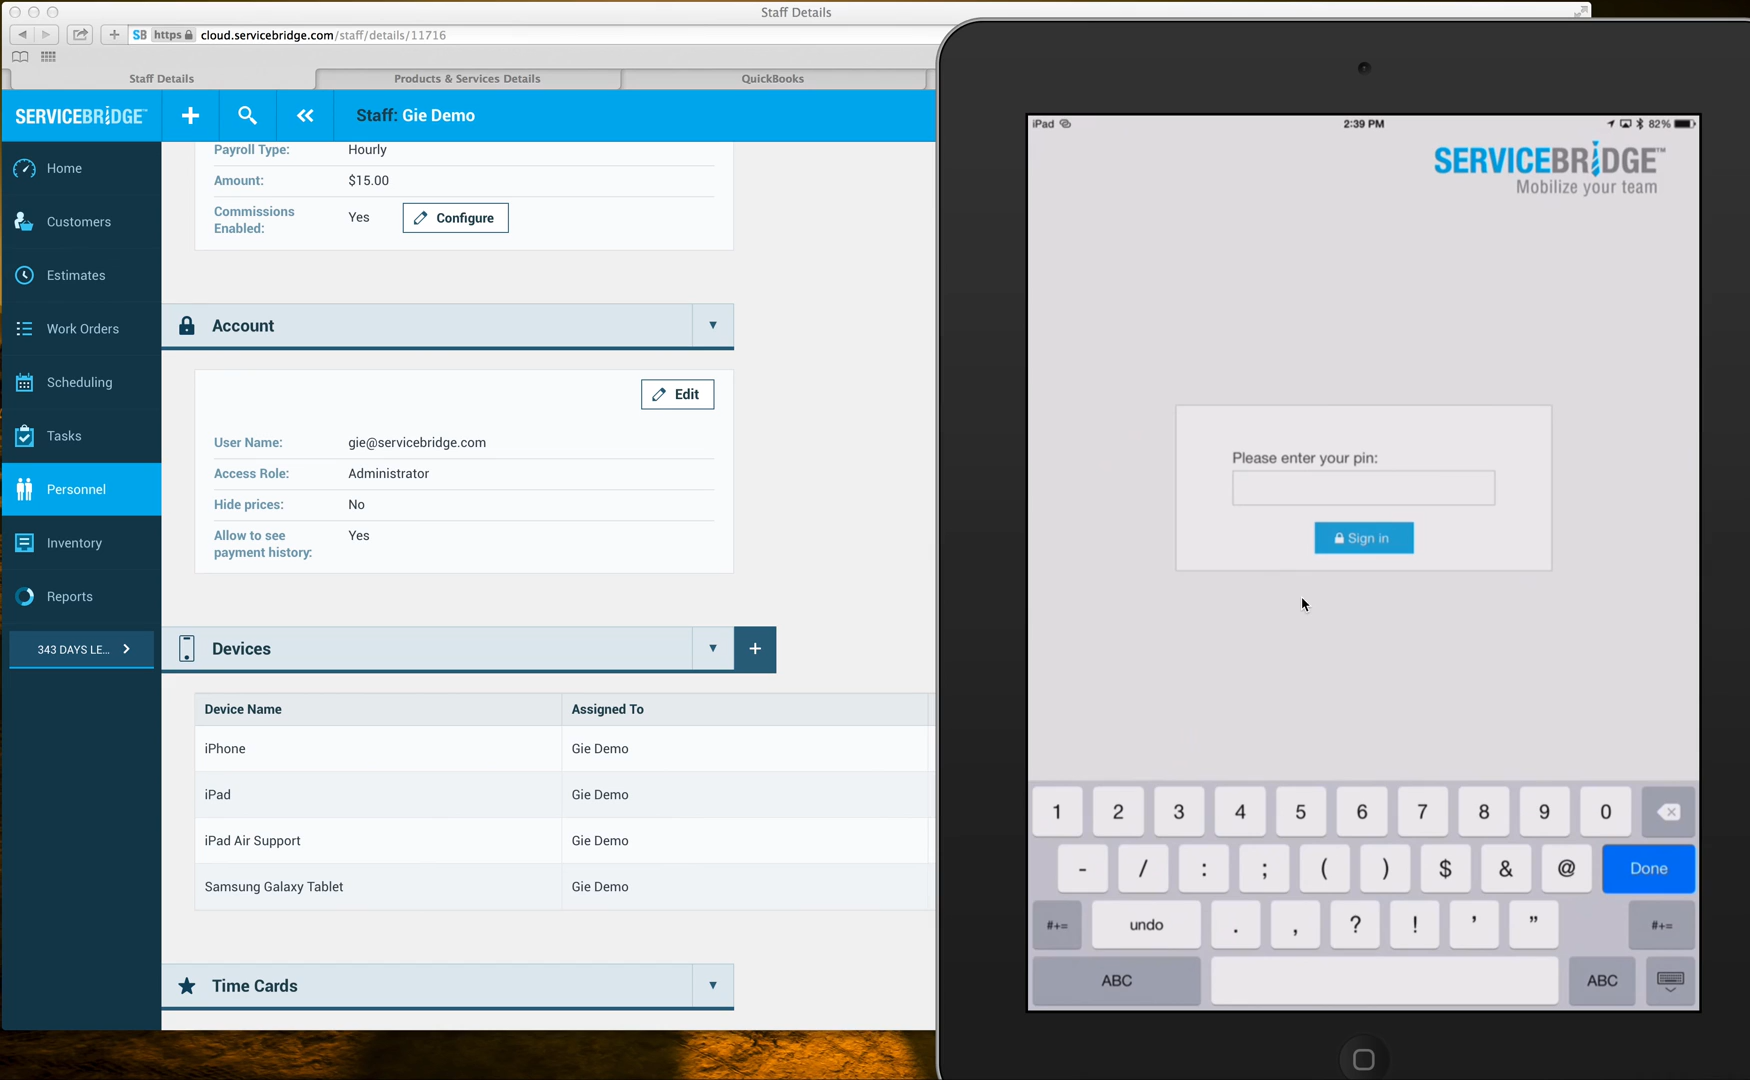 Staff Details
SB https cloud.servicebridge.com/staff/details/11716
Staff Details
Products & Services Details
QuickBooks
SERVICEBRIDGE™
Staff: Gie Demo
Home
Customers
Estimates
Work Orders
Scheduling
Tasks
Personnel
Inventory
Reports
343 DAYS LE...
Payroll Type: Hourly
Amount: $15.00
Commissions
Enabled:
Yes
Configure
Account
Edit
User Name: gie@servicebridge.com
Access Role: Administrator
Hide prices: No
Allow to see
payment history:
Yes
Devices
+
Device Name Assigned To
iPhone Gie Demo
iPad Gie Demo
iPad Air Support Gie Demo
Samsung Galaxy Tablet Gie Demo
Time Cards
iPad 2:39 PM 82%
SERVICEBRIDGE™
Mobilize your team
Please enter your pin:
Sign in
1 2 3 4 5 6 7 8 9 0
- / : ; ( ) $ & @ Done
#+= undo . , ? ! ' " #+=
ABC ABC